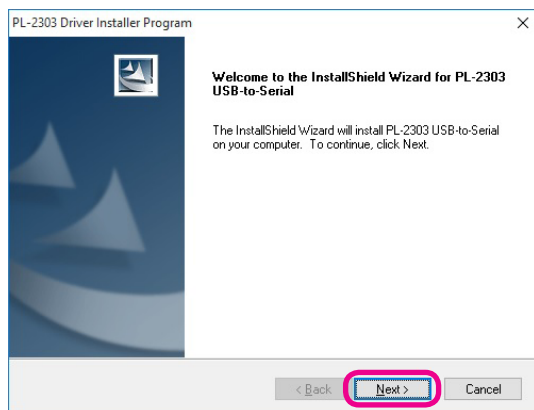 PL-2303 Driver Installer Program
Welcome to the InstallShield Wizard for PL-2303
USB-to-Serial
The InstallShield Wizard will install PL-2303 USB-to-Serial
on your computer. To continue, click Next.
< Back Next > Cancel